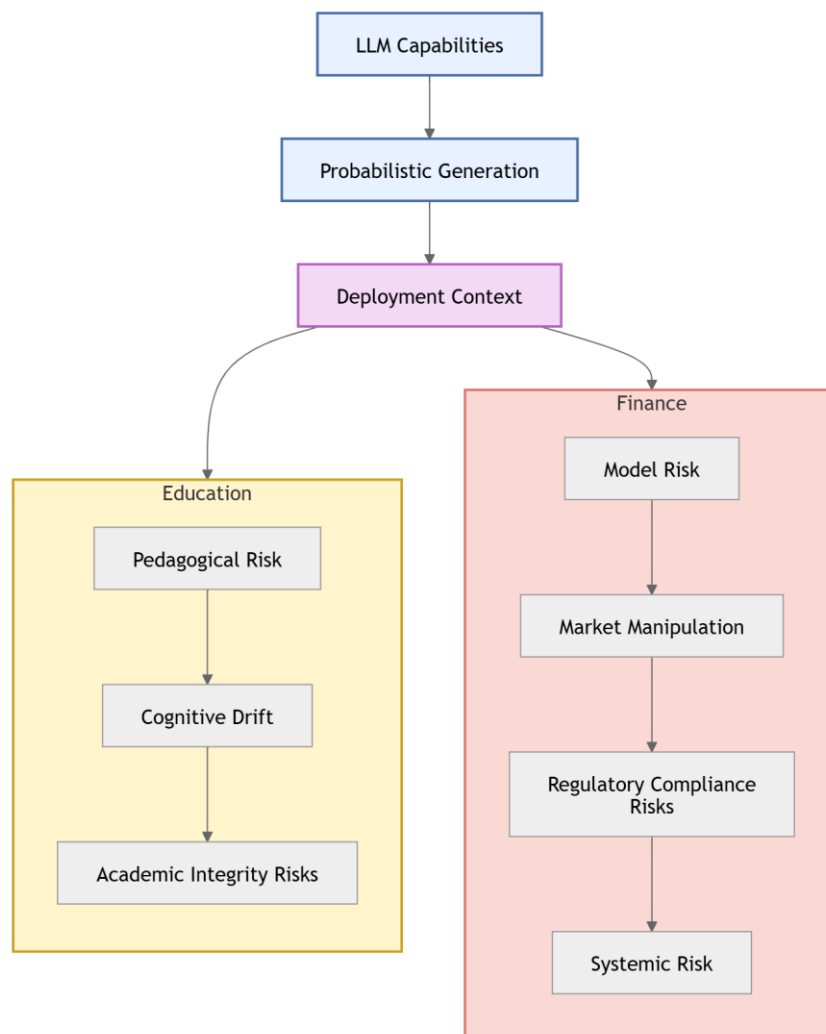 LLM Capabilities
Probabilistic Generation
Deployment Context
Education
Pedagogical Risk
Cognitive Drift
Academic Integrity Risks
Finance
Model Risk
Market Manipulation
Regulatory Compliance
Risks
Systemic Risk